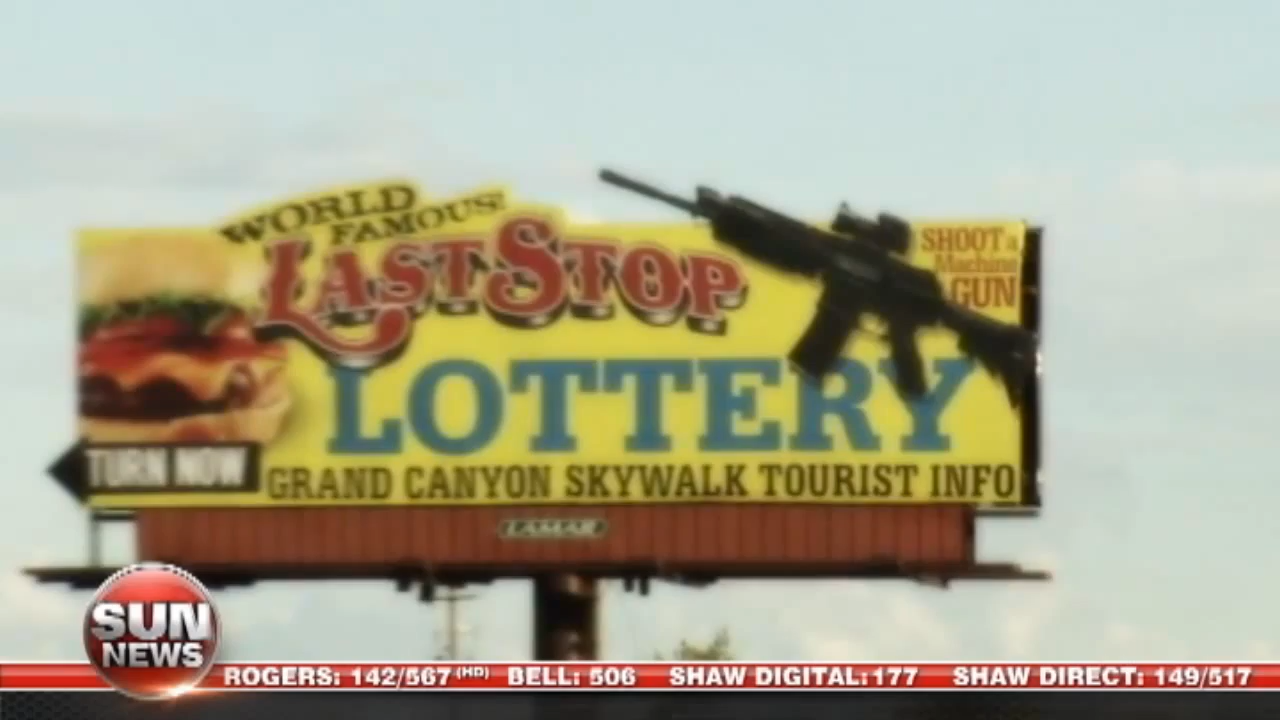 WORLD
FAMOUS!
LAST STOP
SHOOT a
Machine
GUN
LOTTERY
TURN NOW
GRAND CANYON SKYWALK TOURIST INFO
LAMAR
SUN
NEWS
ROGERS: 142/567 (HD) BELL: 506 SHAW DIGITAL: 177 SHAW DIRECT: 149/517